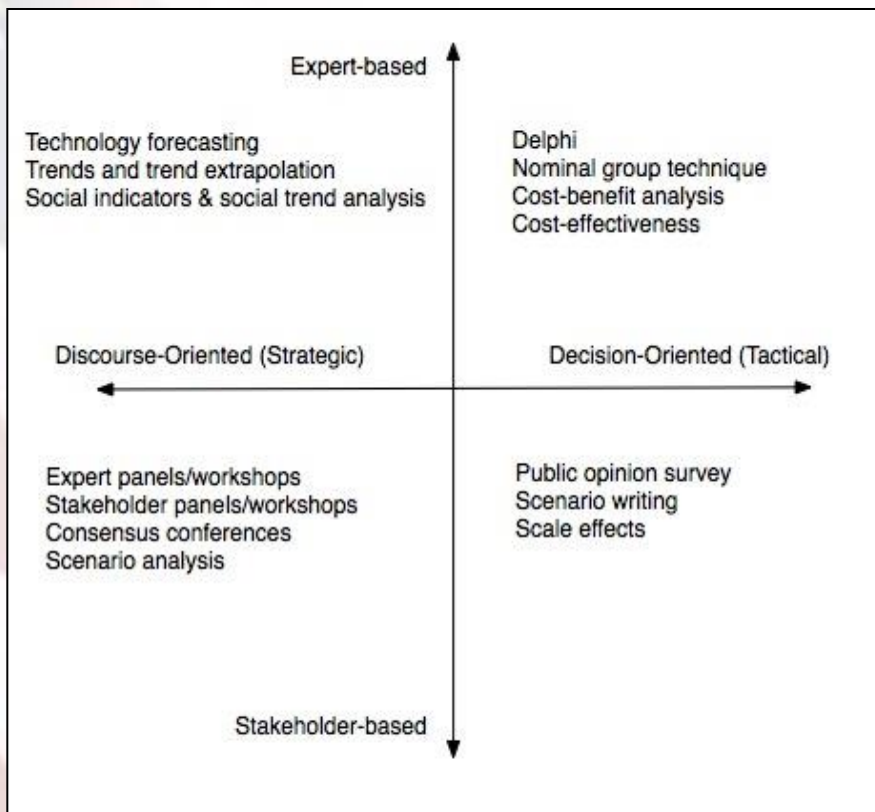 Expert-based
Technology forecasting
Trends and trend extrapolation
Social indicators & social trend analysis
Delphi
Nominal group technique
Cost-benefit analysis
Cost-effectiveness
Discourse-Oriented (Strategic)
Decision-Oriented (Tactical)
Expert panels/workshops
Stakeholder panels/workshops
Consensus conferences
Scenario analysis
Public opinion survey
Scenario writing
Scale effects
Stakeholder-based